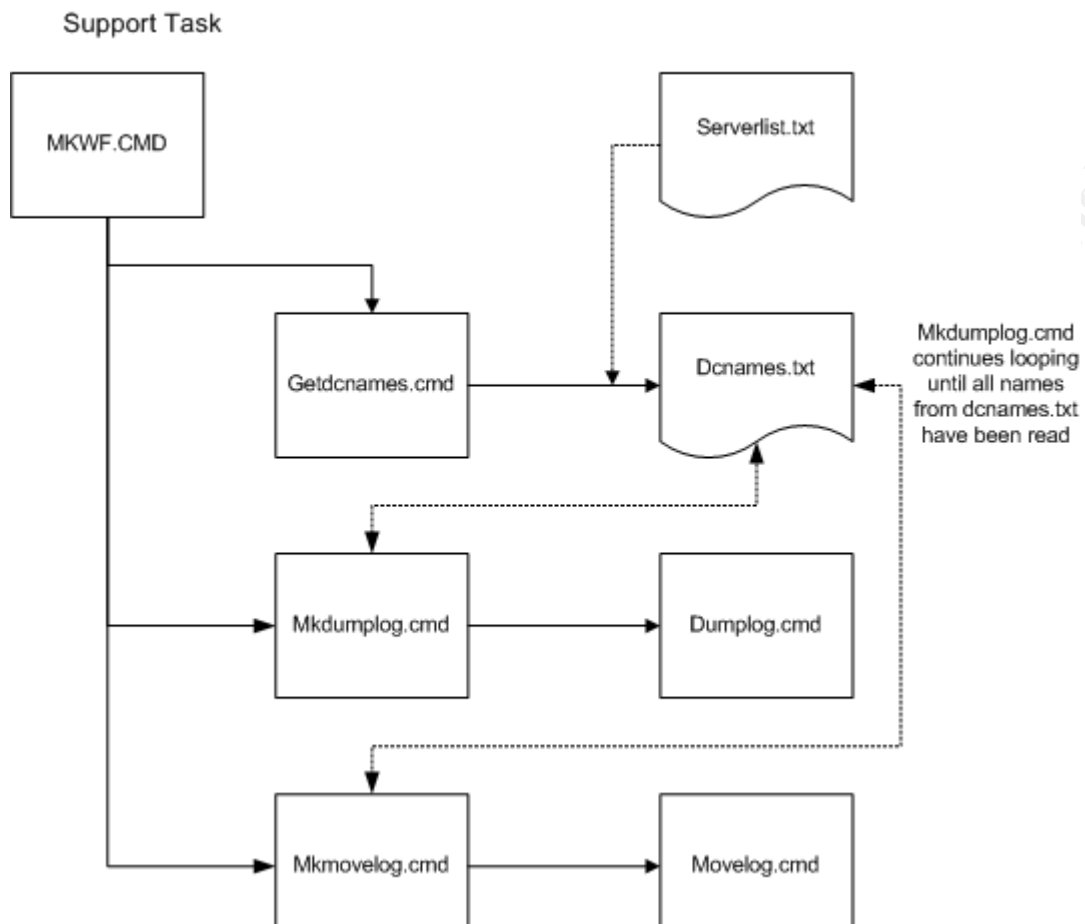 Support Task
MKWF.CMD
Serverlist.txt
Getdcnames.cmd
Dcnames.txt
Mkdumplog.cmd
continues looping
until all names
from dcnames.txt
have been read
Mkdumplog.cmd
Dumplog.cmd
Mkmovelog.cmd
Movelog.cmd